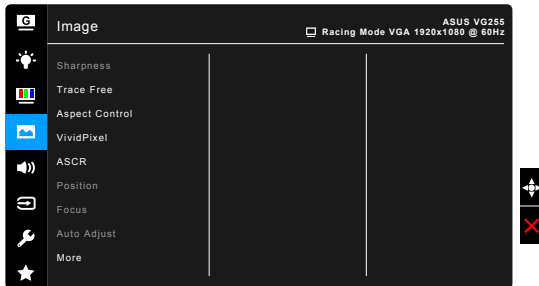 G
Image
ASUS VG255
Racing Mode VGA 1920x1080 @ 60Hz
Sharpness
Trace Free
Aspect Control
VividPixel
ASCR
Position
Focus
Auto Adjust
More